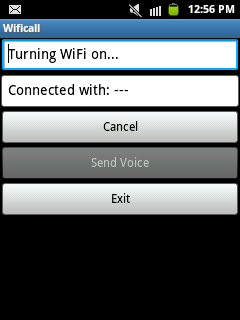 12:56 PM
Wificall
Turning WiFi on...
Connected with: ---
Cancel
Send Voice
Exit